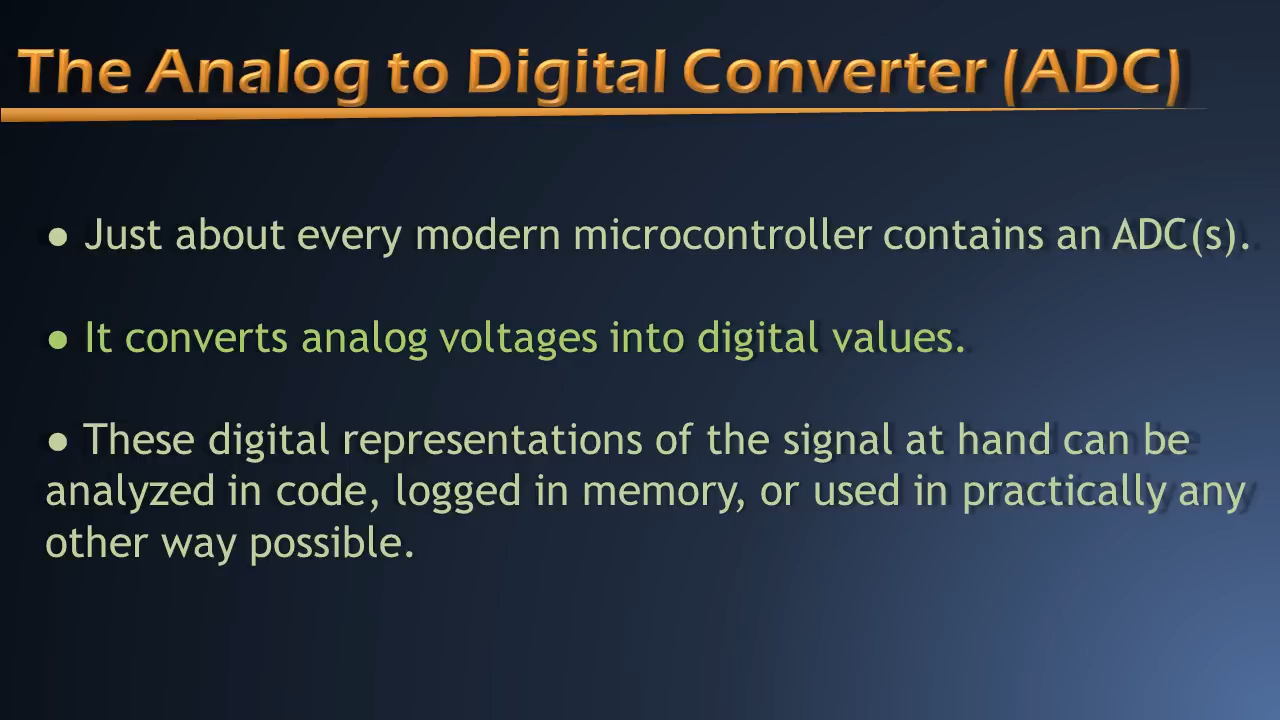 The Analog to Digital Converter (ADC)
● Just about every modern microcontroller contains an ADC(s).
● It converts analog voltages into digital values.
● These digital representations of the signal at hand can be
analyzed in code, logged in memory, or used in practically any
other way possible.